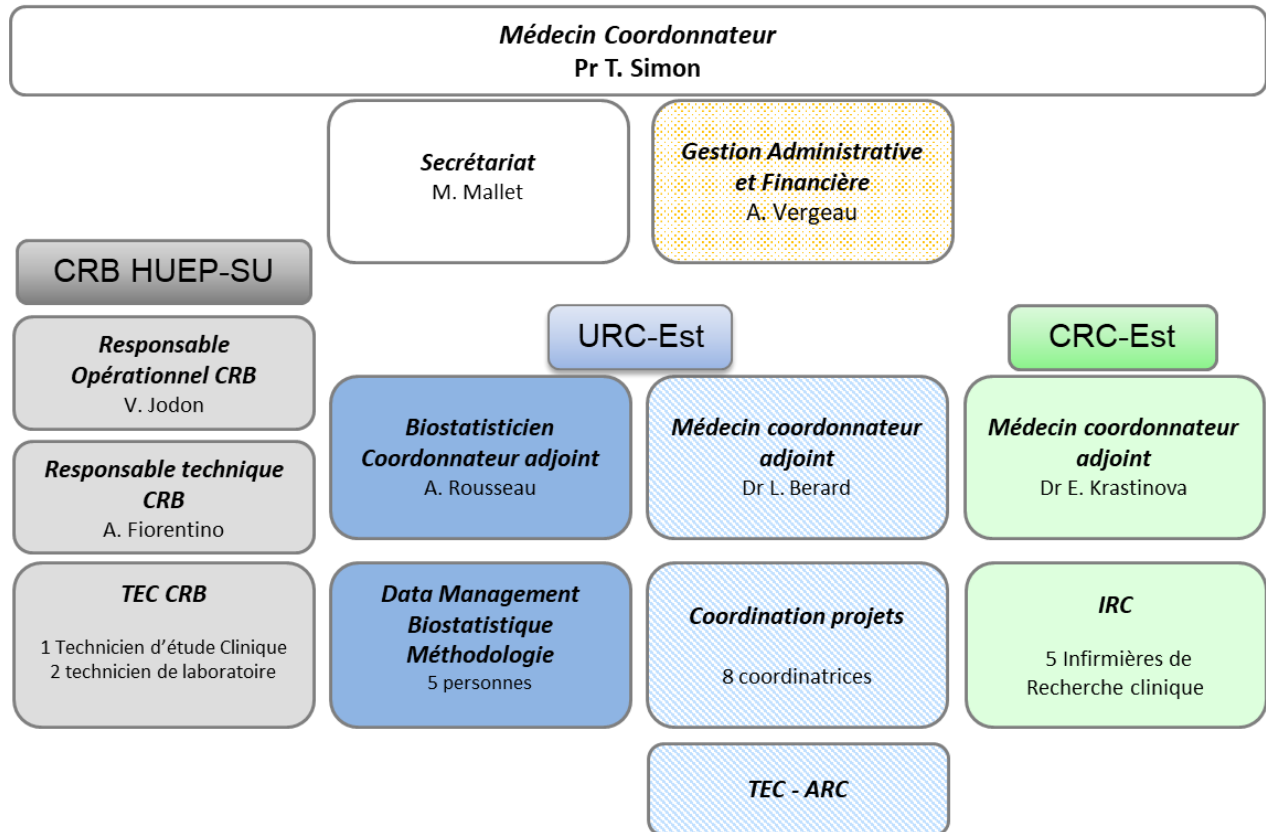 Médecin Coordonnateur
Pr T. Simon
Secrétariat
M. Mallet
Gestion Administrative
et Financière
A. Vergeau
CRB HUEP-SU
Responsable
Opérationnel CRB
V. Jodon
Responsable technique
CRB
A. Fiorentino
TEC CRB
1 Technicien d’étude Clinique
2 technicien de laboratoire
URC-Est
Biostatisticien
Coordonnateur adjoint
A. Rousseau
Médecin coordonnateur
adjoint
Dr L. Berard
Data Management
Biostatistique
Méthodologie
5 personnes
Coordination projets
8 coordinatrices
TEC - ARC
CRC-Est
Médecin coordonnateur
adjoint
Dr E. Krastinova
IRC
5 Infirmières de
Recherche clinique